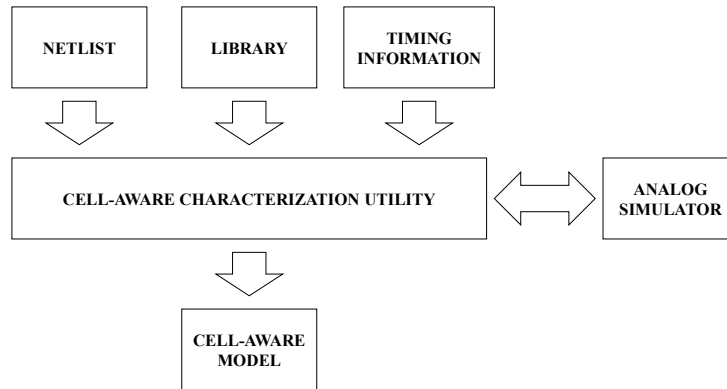 NETLIST
LIBRARY
TIMING
INFORMATION
CELL-AWARE CHARACTERIZATION UTILITY
ANALOG
SIMULATOR
CELL-AWARE
MODEL